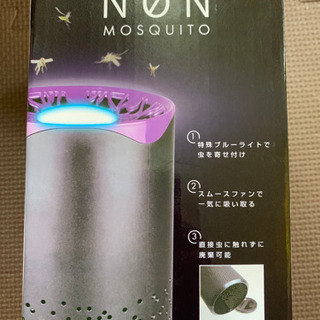 NØN
MOSQUITO
1
特殊ブルーライトで
虫を寄せ付け
2
スムースファンで
一気に吸い取る
3
直接虫に触れずに
廃棄可能